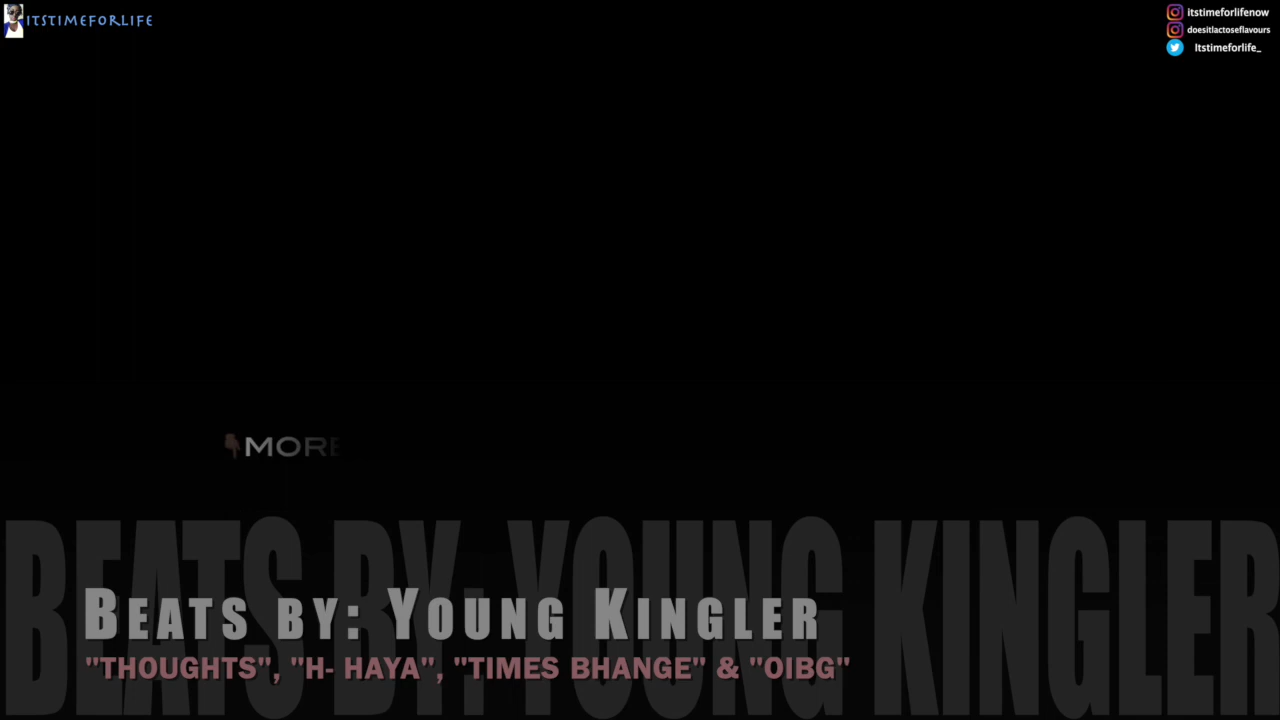 ITSTIMEFORLIFE
itstimeforlifenow
doesitlactoseflavours
Itstimeforlife_
👇🏿MORE
BEATS BY: YOUNG KINGLER
BEATS BY: YOUNG KINGLER
"THOUGHTS", "H- HAYA", "TIMES BHANGE" & "OIBG"